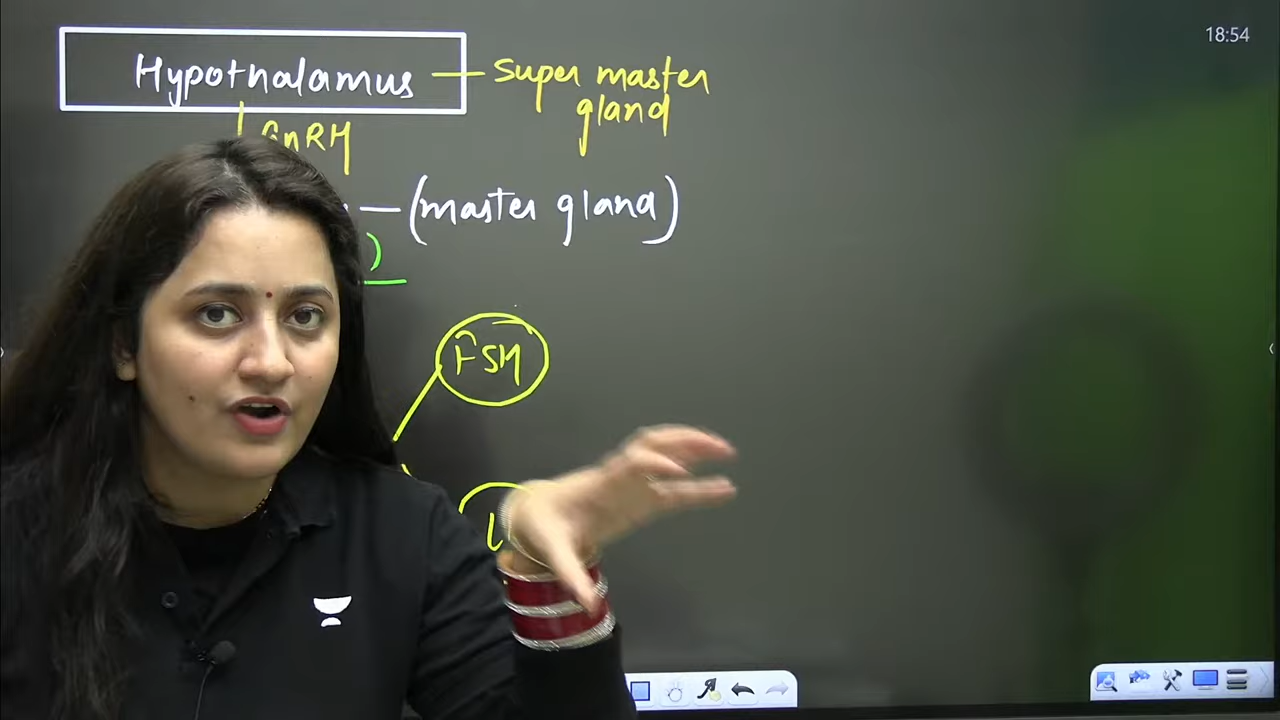 18:54
Hypothalamus — Super master
gland
GnRH
— (master gland)
FSH
L